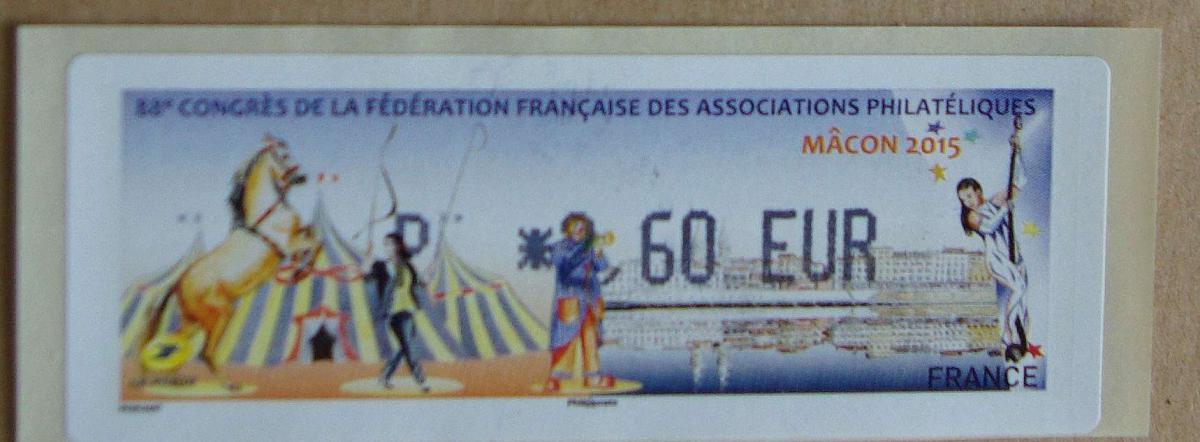 88e CONGRÈS DE LA FÉDÉRATION FRANÇAISE DES ASSOCIATIONS PHILATÉLIQUES
MÂCON 2015
P * 60 EUR
FRANCE